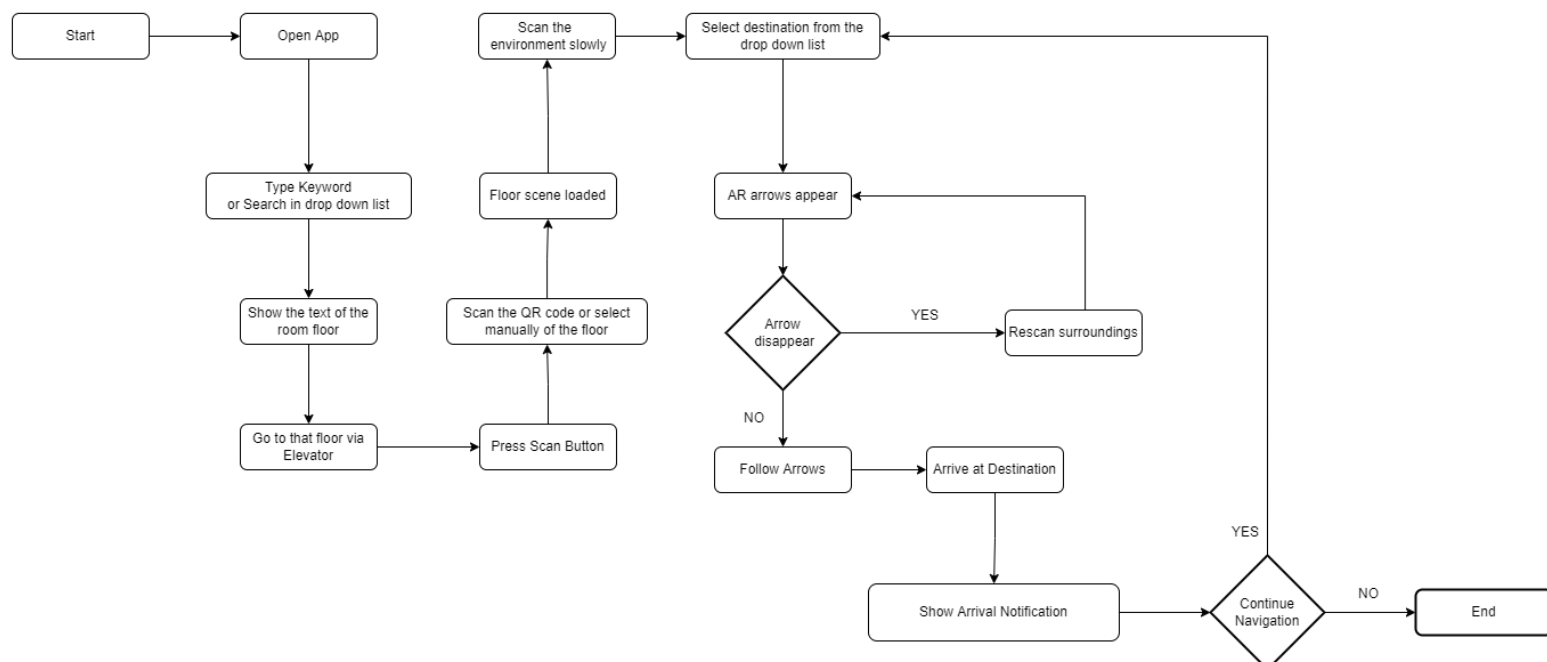 Start
Open App
Type Keyword
or Search in drop down list
Show the text of the
room floor
Go to that floor via
Elevator
Press Scan Button
Scan the QR code or select
manually of the floor
Floor scene loaded
Scan the
environment slowly
Select destination from the
drop down list
AR arrows appear
Arrow
disappear
YES
Rescan surroundings
NO
Follow Arrows
Arrive at Destination
Show Arrival Notification
Continue
Navigation
YES
NO
End